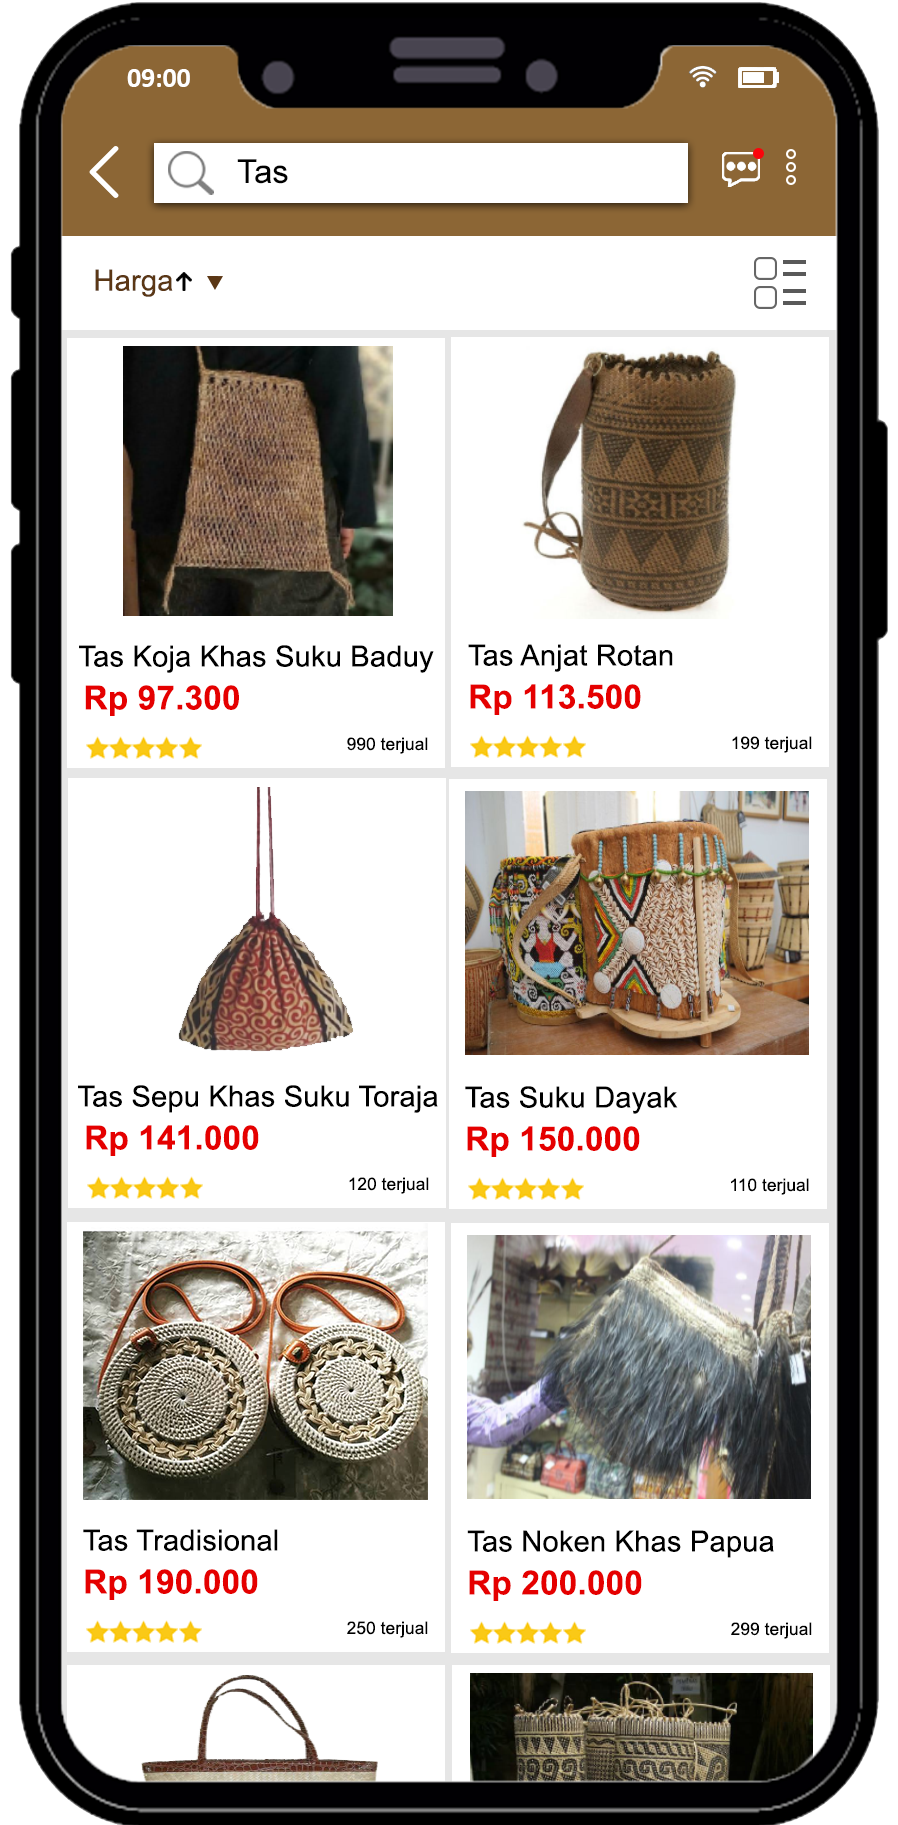 09:00
Tas
Harga↑ ▼
Tas Koja Khas Suku Baduy
Rp 97.300
990 terjual
Tas Anjat Rotan
Rp 113.500
199 terjual
Tas Sepu Khas Suku Toraja
Rp 141.000
120 terjual
Tas Suku Dayak
Rp 150.000
110 terjual
Tas Tradisional
Rp 190.000
250 terjual
Tas Noken Khas Papua
Rp 200.000
299 terjual